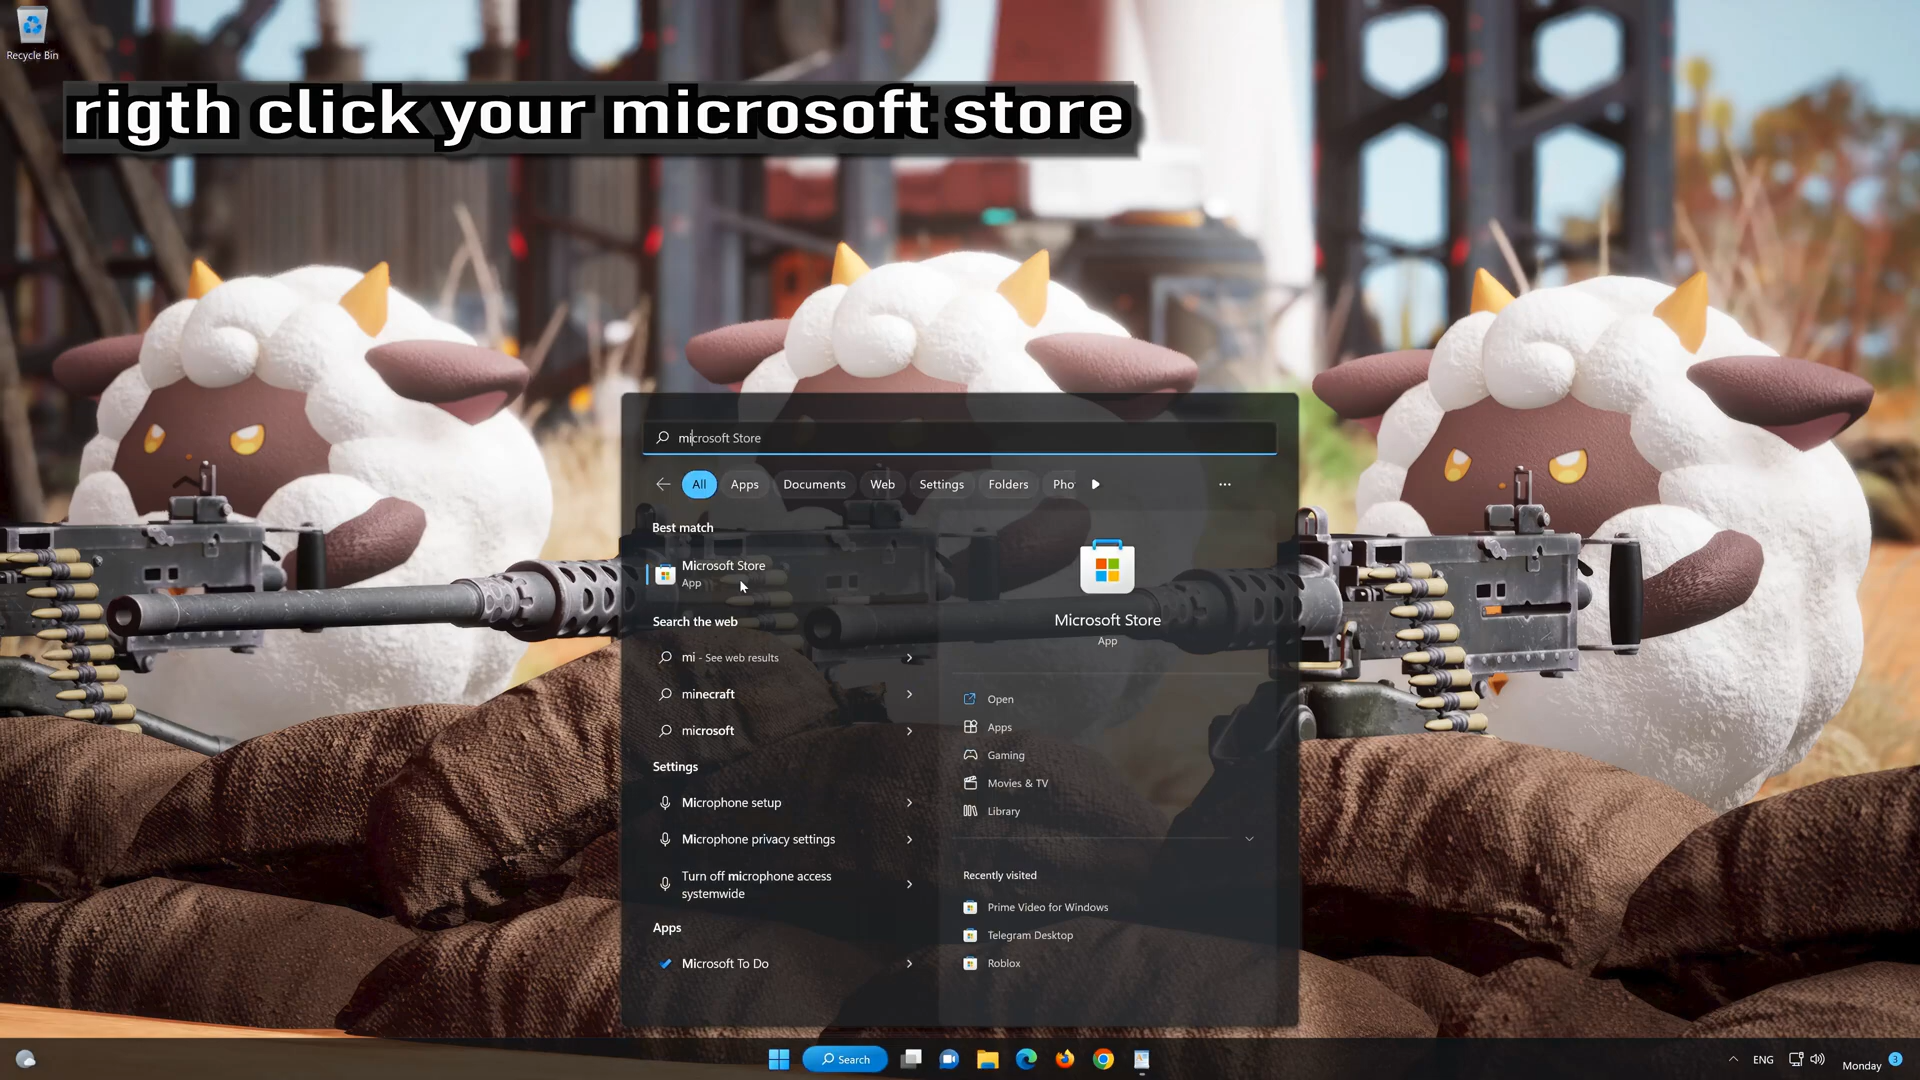 Recycle Bin
rigth click your microsoft store
microsoft Store
All
Apps
Documents
Web
Settings
Folders
Pho
Best match
Microsoft Store
App
Search the web
mi - See web results
minecraft
microsoft
Settings
Microphone setup
Microphone privacy settings
Turn off microphone access
systemwide
Apps
Microsoft To Do
Microsoft Store
App
Open
Apps
Gaming
Movies & TV
Library
Recently visited
Prime Video for Windows
Telegram Desktop
Roblox
Search
ENG
Monday
3